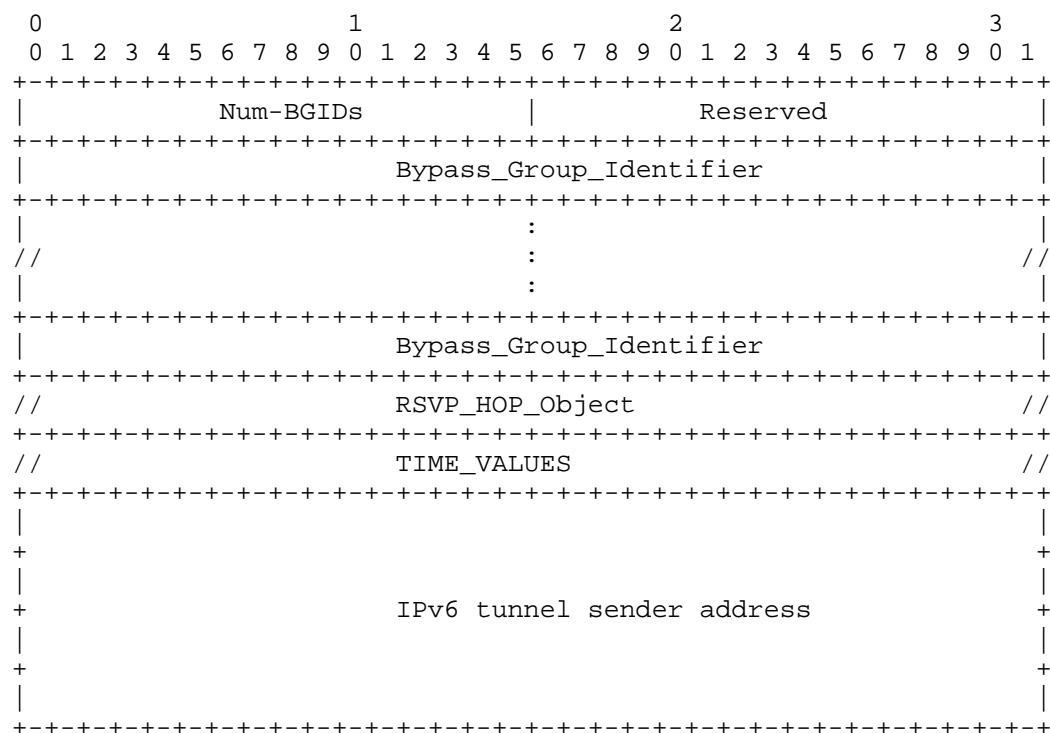 0                   1                   2                   3
 0 1 2 3 4 5 6 7 8 9 0 1 2 3 4 5 6 7 8 9 0 1 2 3 4 5 6 7 8 9 0 1
+-+-+-+-+-+-+-+-+-+-+-+-+-+-+-+-+-+-+-+-+-+-+-+-+-+-+-+-+-+-+-+-+
|            Num-BGIDs          |          Reserved             |
+-+-+-+-+-+-+-+-+-+-+-+-+-+-+-+-+-+-+-+-+-+-+-+-+-+-+-+-+-+-+-+-+
|                       Bypass_Group_Identifier                 |
+-+-+-+-+-+-+-+-+-+-+-+-+-+-+-+-+-+-+-+-+-+-+-+-+-+-+-+-+-+-+-+-+
|                               :                               |
//                              :                              //
|                               :                               |
+-+-+-+-+-+-+-+-+-+-+-+-+-+-+-+-+-+-+-+-+-+-+-+-+-+-+-+-+-+-+-+-+
|                       Bypass_Group_Identifier                 |
+-+-+-+-+-+-+-+-+-+-+-+-+-+-+-+-+-+-+-+-+-+-+-+-+-+-+-+-+-+-+-+-+
//                      RSVP_HOP_Object                        //
+-+-+-+-+-+-+-+-+-+-+-+-+-+-+-+-+-+-+-+-+-+-+-+-+-+-+-+-+-+-+-+-+
//                      TIME_VALUES                            //
+-+-+-+-+-+-+-+-+-+-+-+-+-+-+-+-+-+-+-+-+-+-+-+-+-+-+-+-+-+-+-+-+
|                                                               |
+                                                               +
|                                                               |
+                       IPv6 tunnel sender address              +
|                                                               |
+                                                               +
|                                                               |
+-+-+-+-+-+-+-+-+-+-+-+-+-+-+-+-+-+-+-+-+-+-+-+-+-+-+-+-+-+-+-+-+